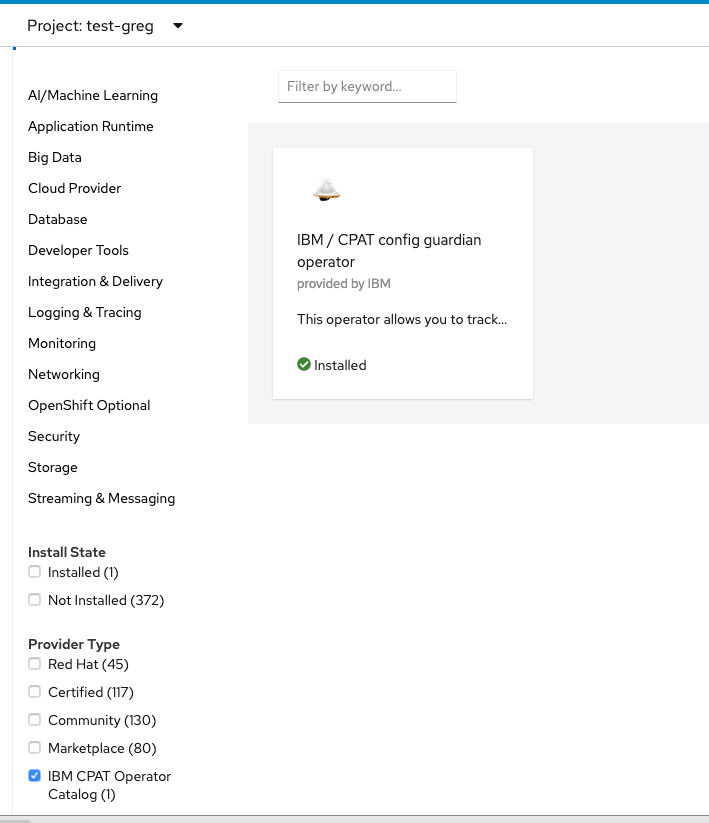 Project: test-greg
AI/Machine Learning
Application Runtime
Big Data
Cloud Provider
Database
Developer Tools
Integration & Delivery
Logging & Tracing
Monitoring
Networking
OpenShift Optional
Security
Storage
Streaming & Messaging
Install State
Installed (1)
Not Installed (372)
Provider Type
Red Hat (45)
Certified (117)
Community (130)
Marketplace (80)
IBM CPAT Operator
Catalog (1)
Filter by keyword...
IBM / CPAT config guardian
operator
provided by IBM
This operator allows you to track...
Installed